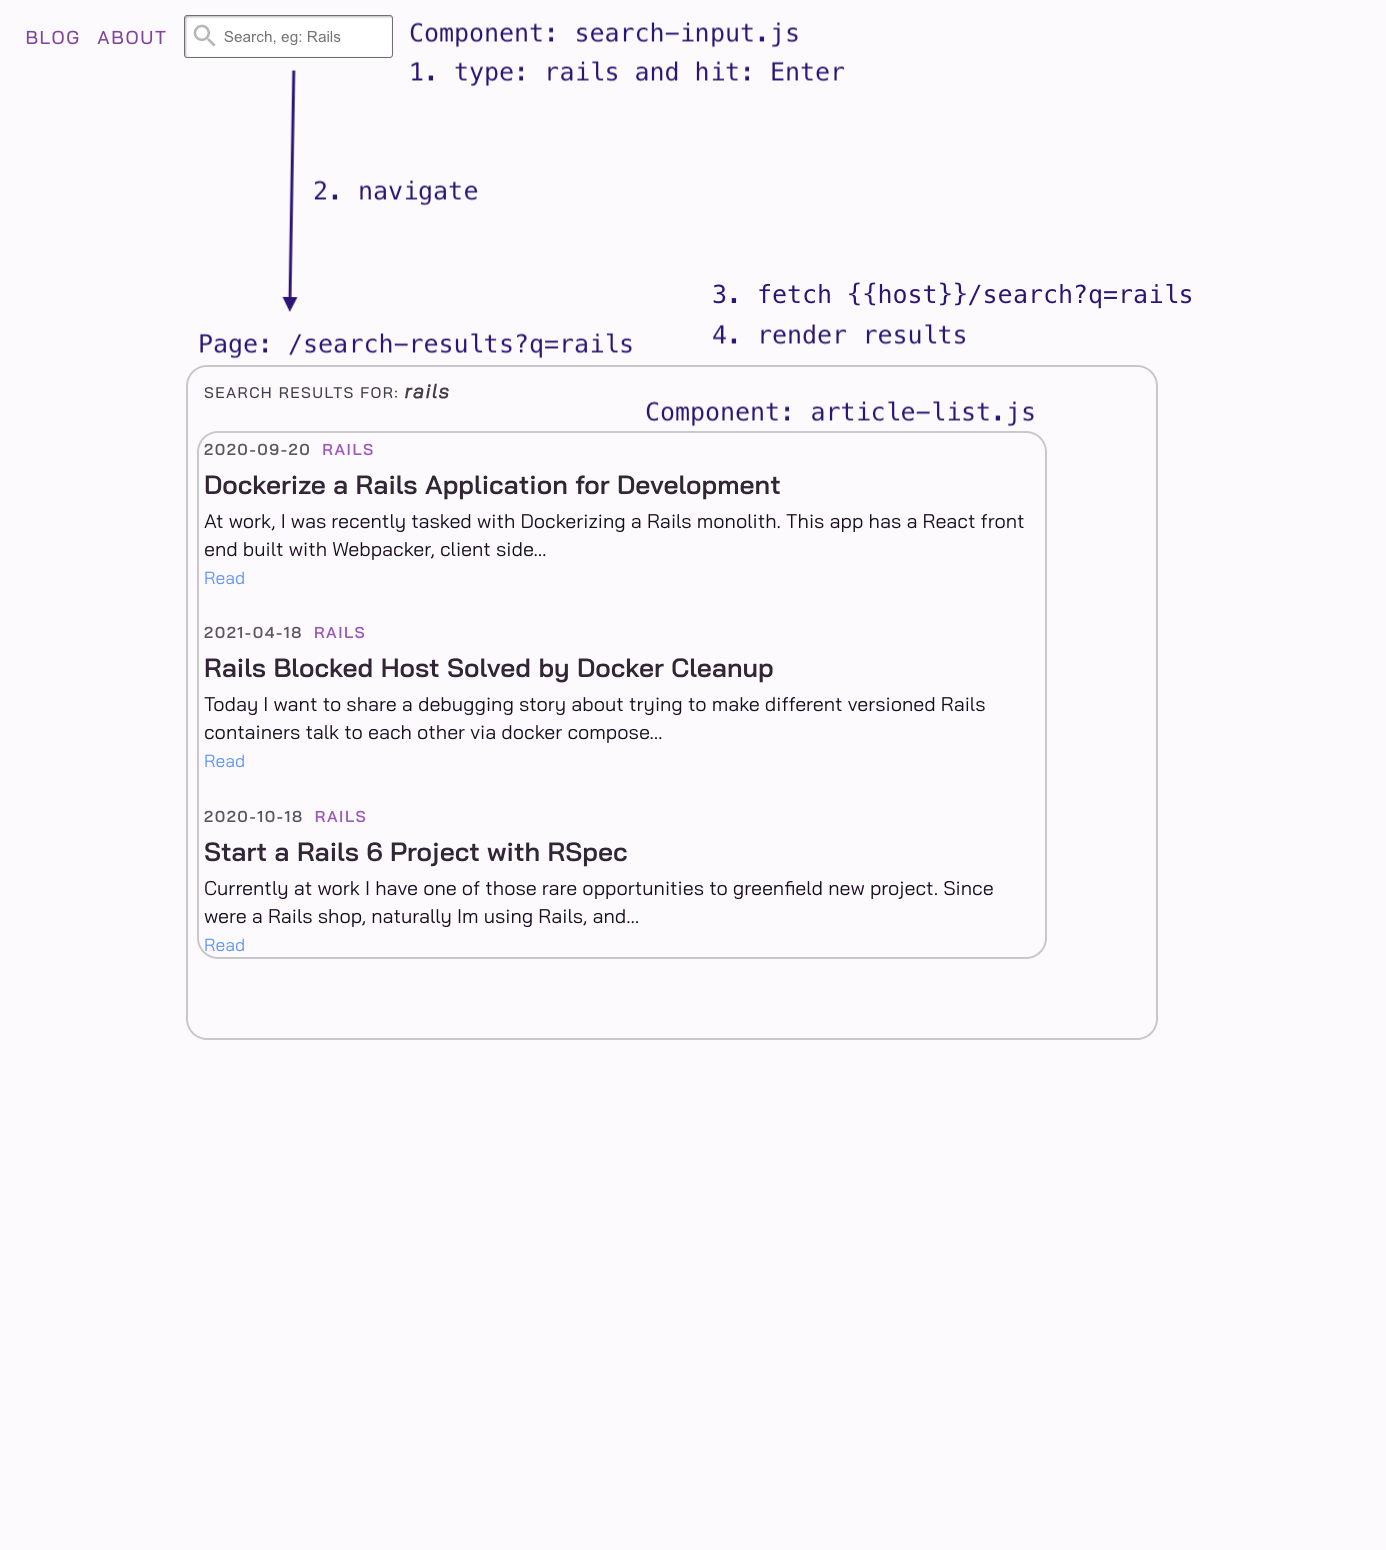 BLOG ABOUT Search, eg: Rails
Component: search-input.js
1. type: rails and hit: Enter
2. navigate
3. fetch {{host}}/search?q=rails
4. render results
Page: /search-results?q=rails
SEARCH RESULTS FOR: rails
Component: article-list.js
2020-09-20 RAILS
Dockerize a Rails Application for Development
At work, I was recently tasked with Dockerizing a Rails monolith. This app has a React front
end built with Webpacker, client side...
Read
2021-04-18 RAILS
Rails Blocked Host Solved by Docker Cleanup
Today I want to share a debugging story about trying to make different versioned Rails
containers talk to each other via docker compose...
Read
2020-10-18 RAILS
Start a Rails 6 Project with RSpec
Currently at work I have one of those rare opportunities to greenfield new project. Since
were a Rails shop, naturally Im using Rails, and...
Read